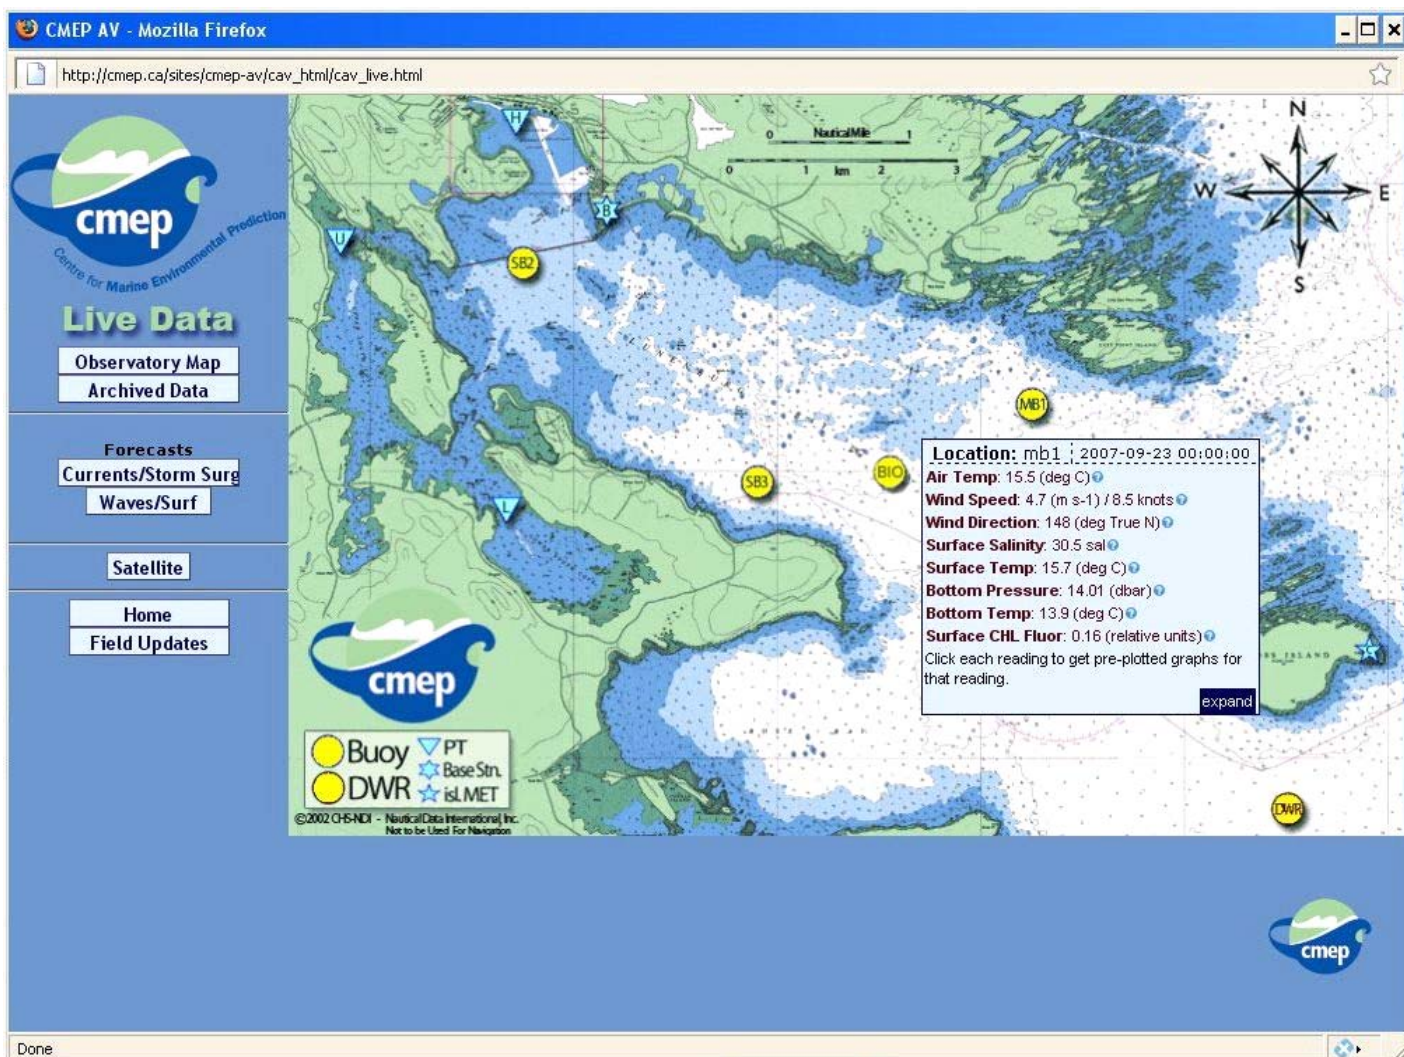 CMEP AV - Mozilla Firefox
http://cmep.ca/sites/cmep-av/cav_html/cav_live.html
cmep
Centre for Marine Environmental Prediction
Live Data
Observatory Map
Archived Data
Forecasts
Currents/Storm Surg
Waves/Surf
Satellite
Home
Field Updates
H
U
B
SB2
0 Nautical Mile 1
0 1 km 2 3
N
W E
S
LUNENBURG
MB1
SB3
BIO
L
Location: mb1 2007-09-23 00:00:00
Air Temp: 15.5 (deg C)
Wind Speed: 4.7 (m s-1) / 8.5 knots
Wind Direction: 148 (deg True N)
Surface Salinity: 30.5 sal
Surface Temp: 15.7 (deg C)
Bottom Pressure: 14.01 (dbar)
Bottom Temp: 13.9 (deg C)
Surface CHL Fluor: 0.16 (relative units)
Click each reading to get pre-plotted graphs for
that reading.
expand
ISLAND
C
cmep
Buoy PT
Base Stn.
DWR isl.MET
©2002 CHS-NDI - Nautical Data International, Inc.
Not to be Used For Navigation
DWR
cmep
Done